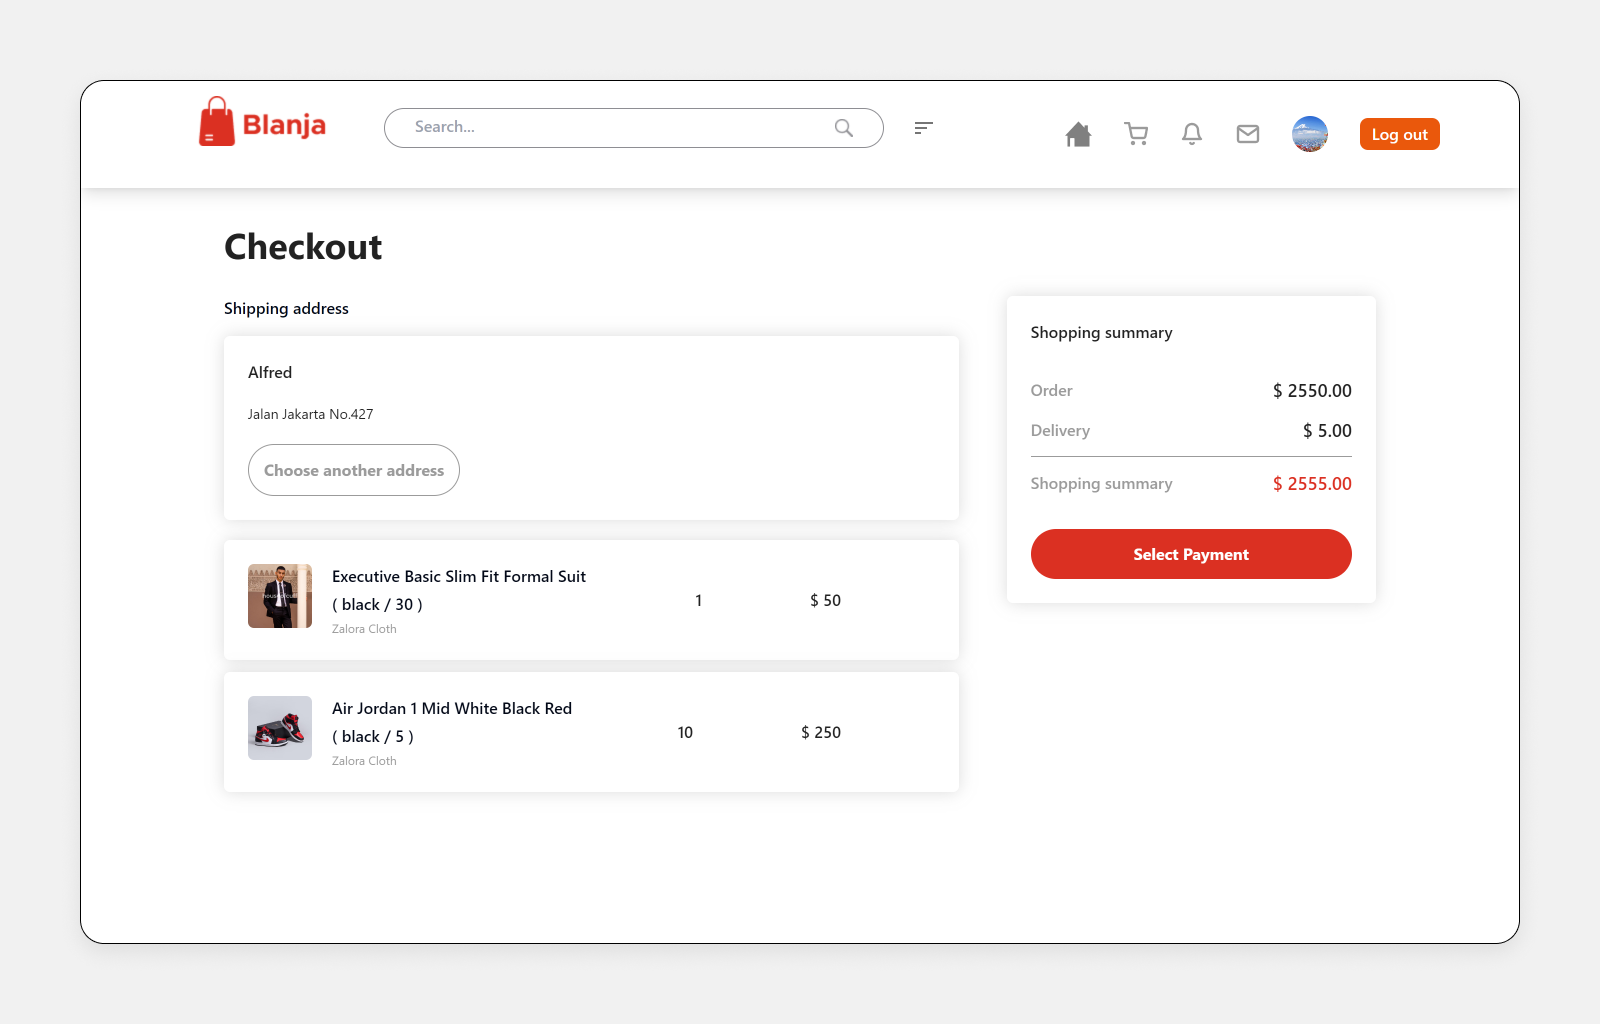 Blanja
Search...
Log out
Checkout
Shipping address
Alfred
Jalan Jakarta No.427
Choose another address
Executive Basic Slim Fit Formal Suit
( black / 30 )
Zalora Cloth
1
$ 50
Air Jordan 1 Mid White Black Red
( black / 5 )
Zalora Cloth
10
$ 250
Shopping summary
Order
$ 2550.00
Delivery
$ 5.00
Shopping summary
$ 2555.00
Select Payment